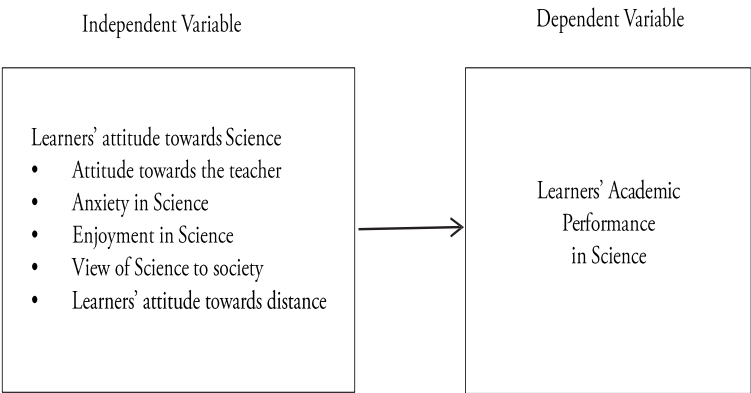 Independent Variable
Dependent Variable
Learners' attitude towards Science
• Attitude towards the teacher
• Anxiety in Science
• Enjoyment in Science
• View of Science to society
• Learners' attitude towards distance
Learners' Academic
Performance
in Science